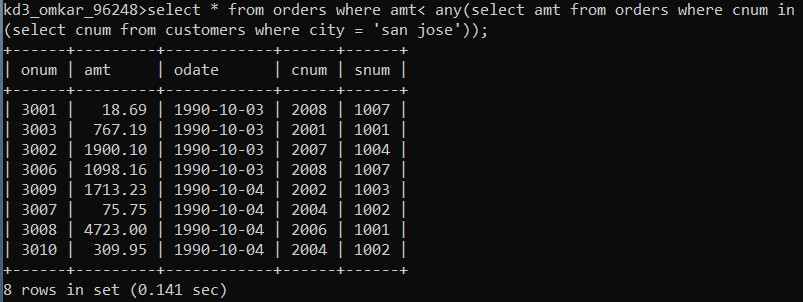 kd3_omkar_96248>select * from orders where amt< any(select amt from orders where cnum in
(select cnum from customers where city = 'san jose'));
+------+---------+------------+------+------+
| onum | amt     | odate      | cnum | snum |
+------+---------+------------+------+------+
| 3001 |   18.69 | 1990-10-03 | 2008 | 1007 |
| 3003 |  767.19 | 1990-10-03 | 2001 | 1001 |
| 3002 | 1900.10 | 1990-10-03 | 2007 | 1004 |
| 3006 | 1098.16 | 1990-10-03 | 2008 | 1007 |
| 3009 | 1713.23 | 1990-10-04 | 2002 | 1003 |
| 3007 |   75.75 | 1990-10-04 | 2004 | 1002 |
| 3008 | 4723.00 | 1990-10-04 | 2006 | 1001 |
| 3010 |  309.95 | 1990-10-04 | 2004 | 1002 |
+------+---------+------------+------+------+
8 rows in set (0.141 sec)